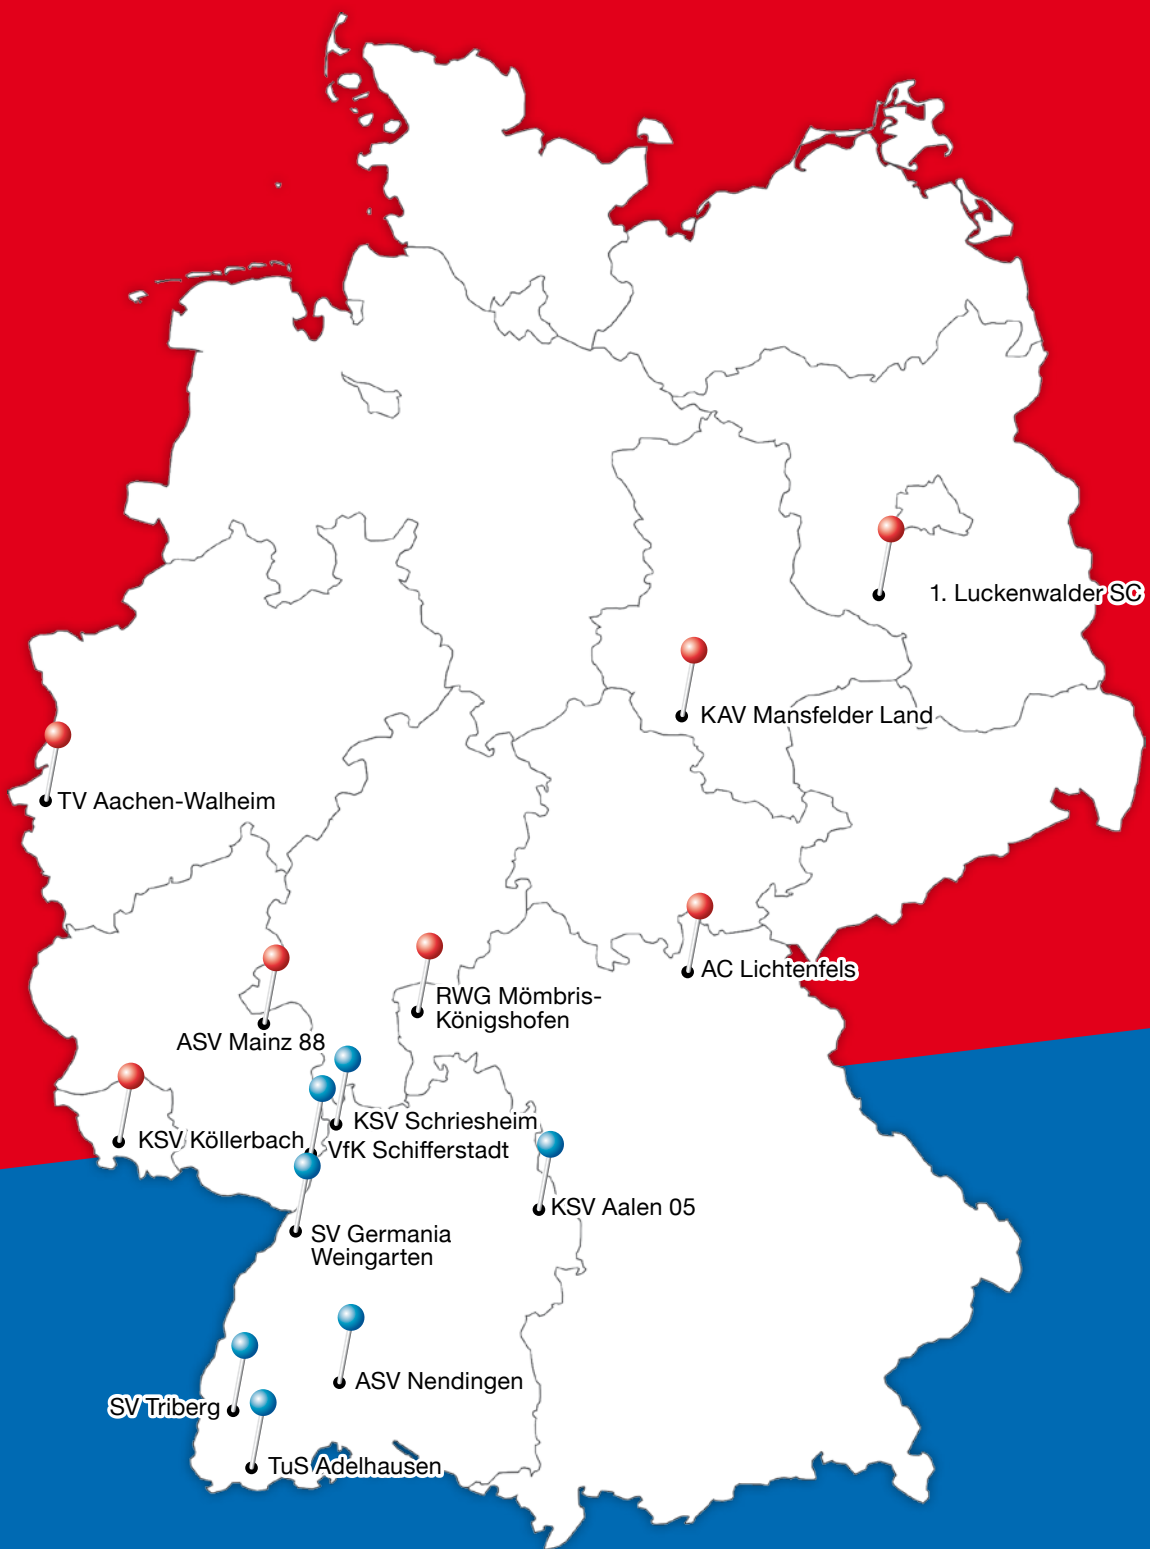 1. Luckenwalder SC
KAV Mansfelder Land
TV Aachen-Walheim
AC Lichtenfels
RWG Mömbris-
Königshofen
ASV Mainz 88
KSV Schriesheim
KSV Köllerbach
VfK Schifferstadt
KSV Aalen 05
SV Germania
Weingarten
ASV Nendingen
SV Triberg
TuS Adelhausen